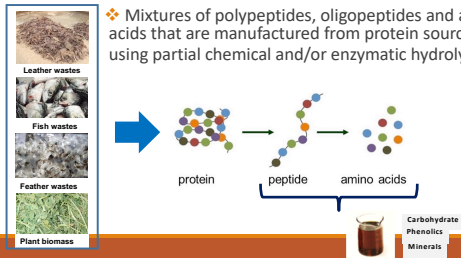 ❖ Mixtures of polypeptides, oligopeptides and a
acids that are manufactured from protein sourc
using partial chemical and/or enzymatic hydroly
Leather wastes
Fish wastes
Feather wastes
Plant biomass
protein
peptide
amino acids
Carbohydrate
Phenolics
Minerals